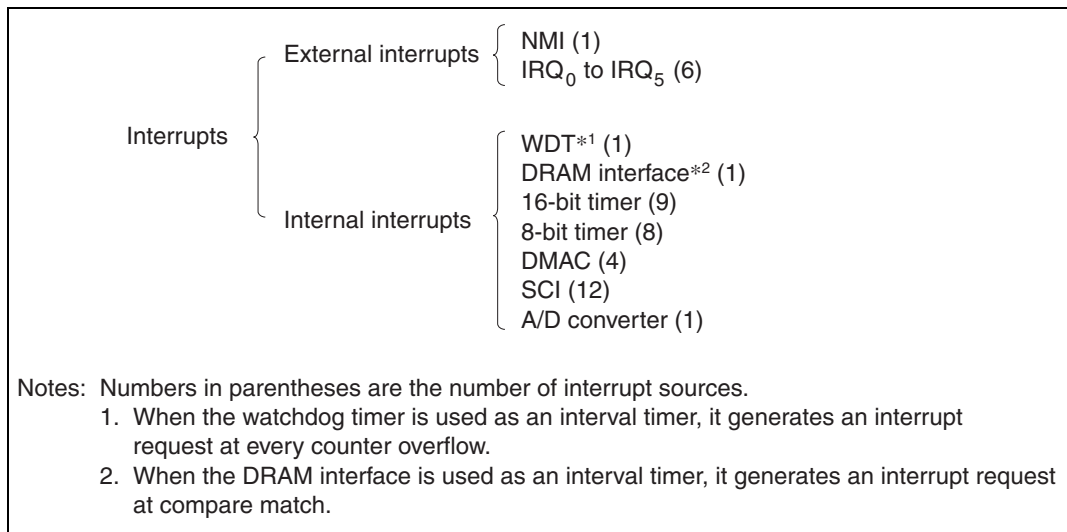 Interrupts
External interrupts
NMI (1)
IRQ0 to IRQ5 (6)
Internal interrupts
WDT*1 (1)
DRAM interface*2 (1)
16-bit timer (9)
8-bit timer (8)
DMAC (4)
SCI (12)
A/D converter (1)
Notes: Numbers in parentheses are the number of interrupt sources.
1. When the watchdog timer is used as an interval timer, it generates an interrupt
request at every counter overflow.
2. When the DRAM interface is used as an interval timer, it generates an interrupt request
at compare match.